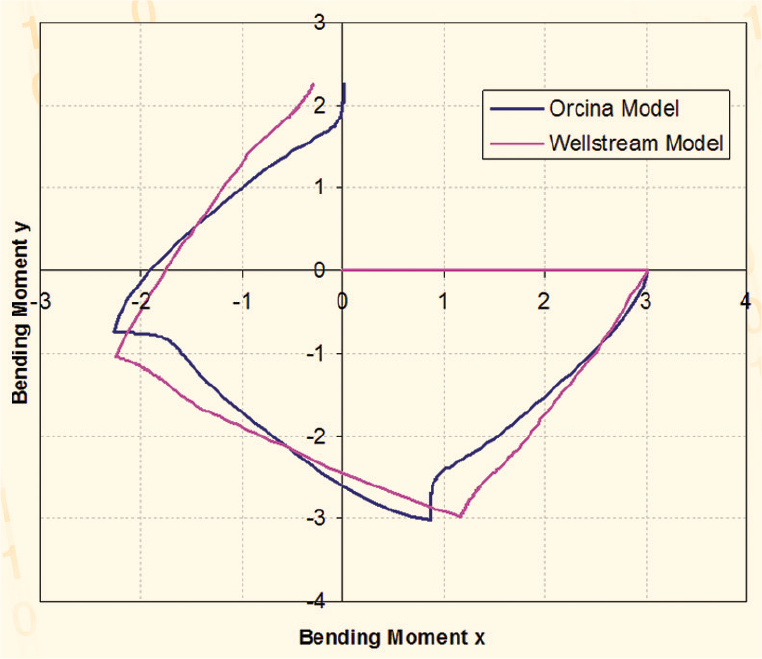 3
2
1
0
-1
-2
-3
-4
-3 -2 -1 0 1 2 3 4
Orcina Model
Wellstream Model
Bending Moment y
Bending Moment x